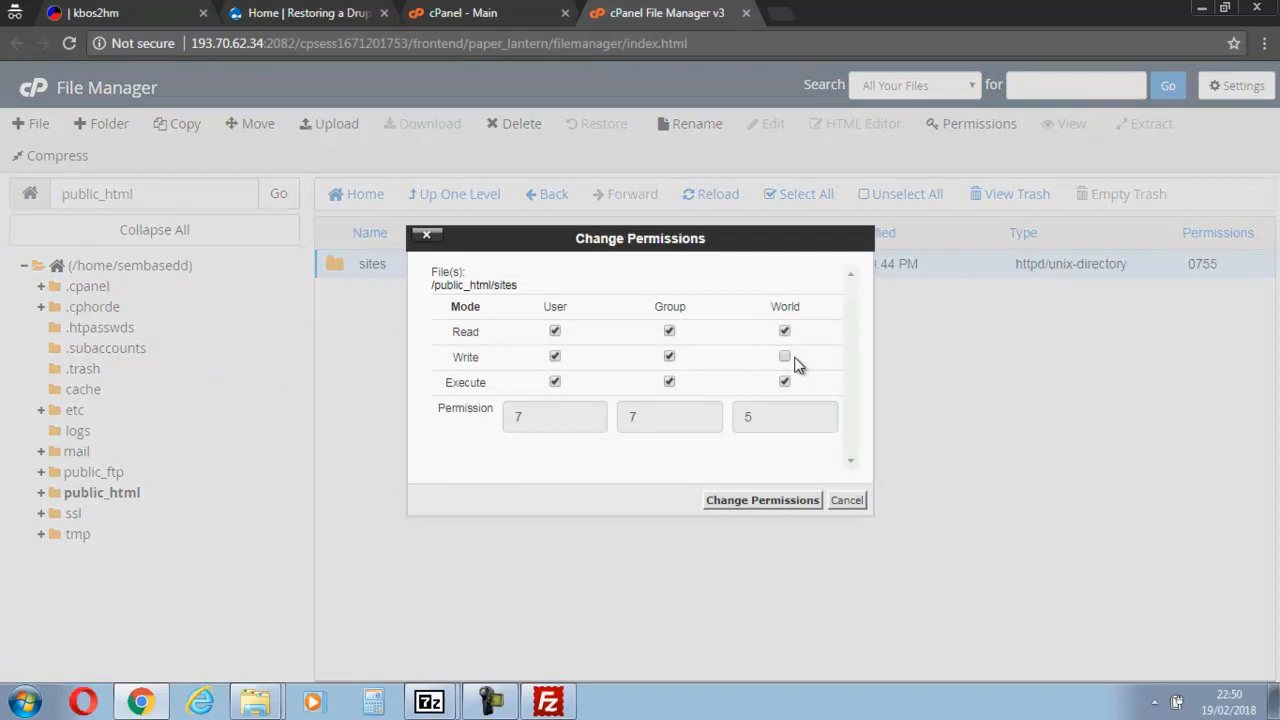 kbos2hm
Home | Restoring a Drup
cPanel - Main
cPanel File Manager v3
Not secure
193.70.62.34:2082/cpsess1671201753/frontend/paper_lantern/filemanager/index.html
cP File Manager
Search All Your Files for Go Settings
File Folder Copy Move Upload Download Delete Restore Rename Edit HTML Editor Permissions View Extract
Compress
public_html Go
Home Up One Level Back Forward Reload Select All Unselect All View Trash Empty Trash
Collapse All
Name Type Permissions
sites :44 PM httpd/unix-directory 0755
(/home/sembasedd)
.cpanel
.cphorde
.htpasswds
.subaccounts
.trash
cache
etc
logs
mail
public_ftp
public_html
ssl
tmp
Change Permissions
File(s):
/public_html/sites
Mode User Group World
Read
Write
Execute
Permission 7 7 5
Change Permissions Cancel
7z
22:50
19/02/2018